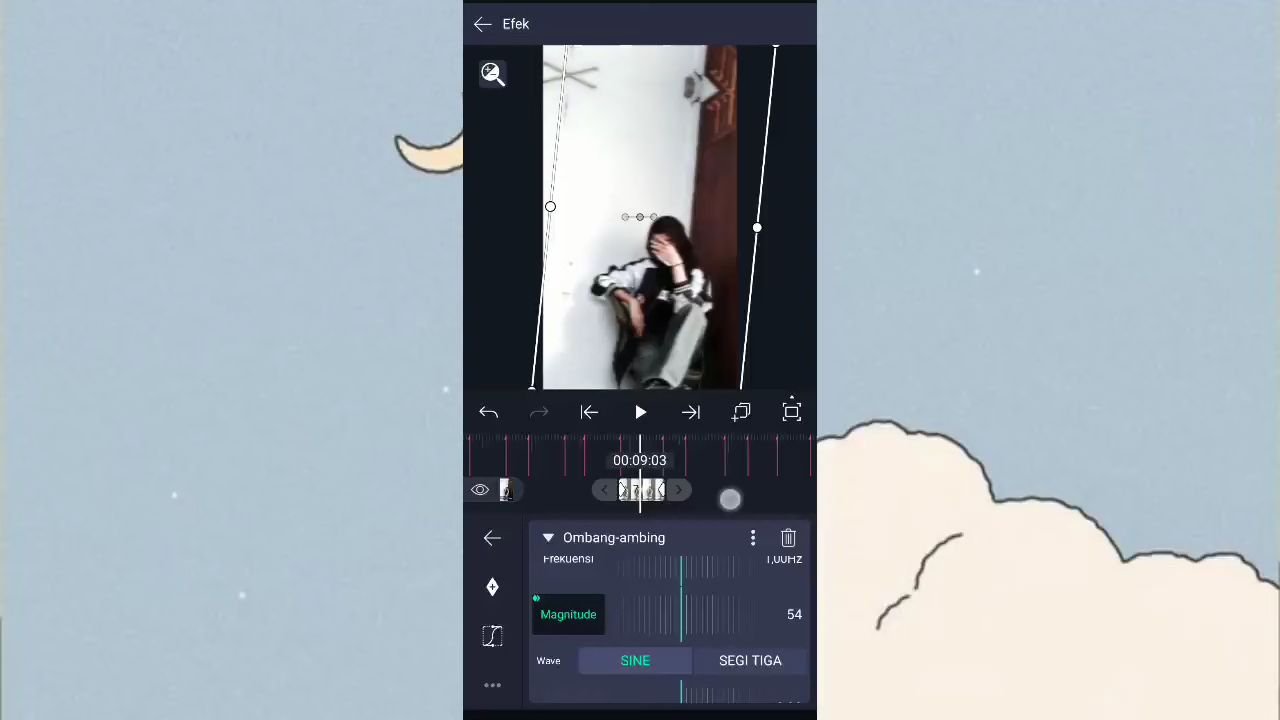 Efek
00:09:03
Ombang-ambing
Frekuensi 1,00Hz
Magnitude 54
Wave SINE SEGI TIGA